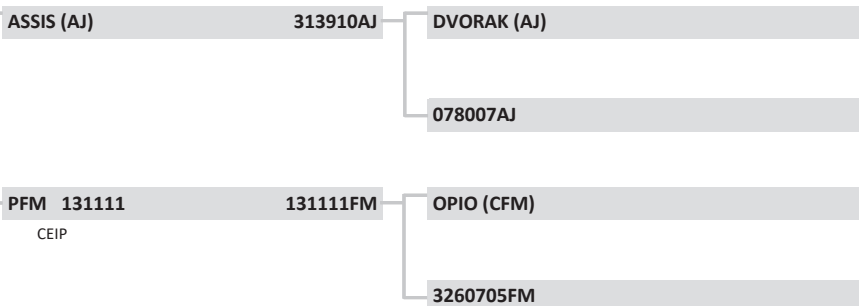 ASSIS (AJ) 313910AJ DVORAK (AJ)
078007AJ
PFM 131111 131111FM OPIO (CFM)
CEIP
3260705FM